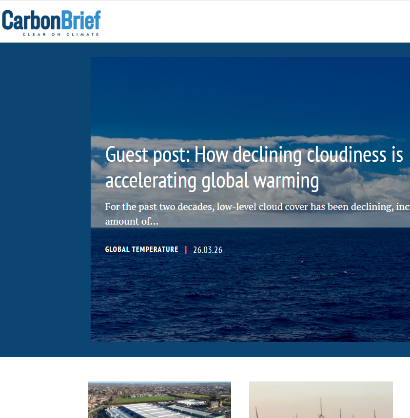 CarbonBrief
CLEAR ON CLIMATE
Guest post: How declining cloudiness is
accelerating global warming
For the past two decades, low-level cloud cover has been declining,
amount of…
GLOBAL TEMPERATURE | 26.03.26